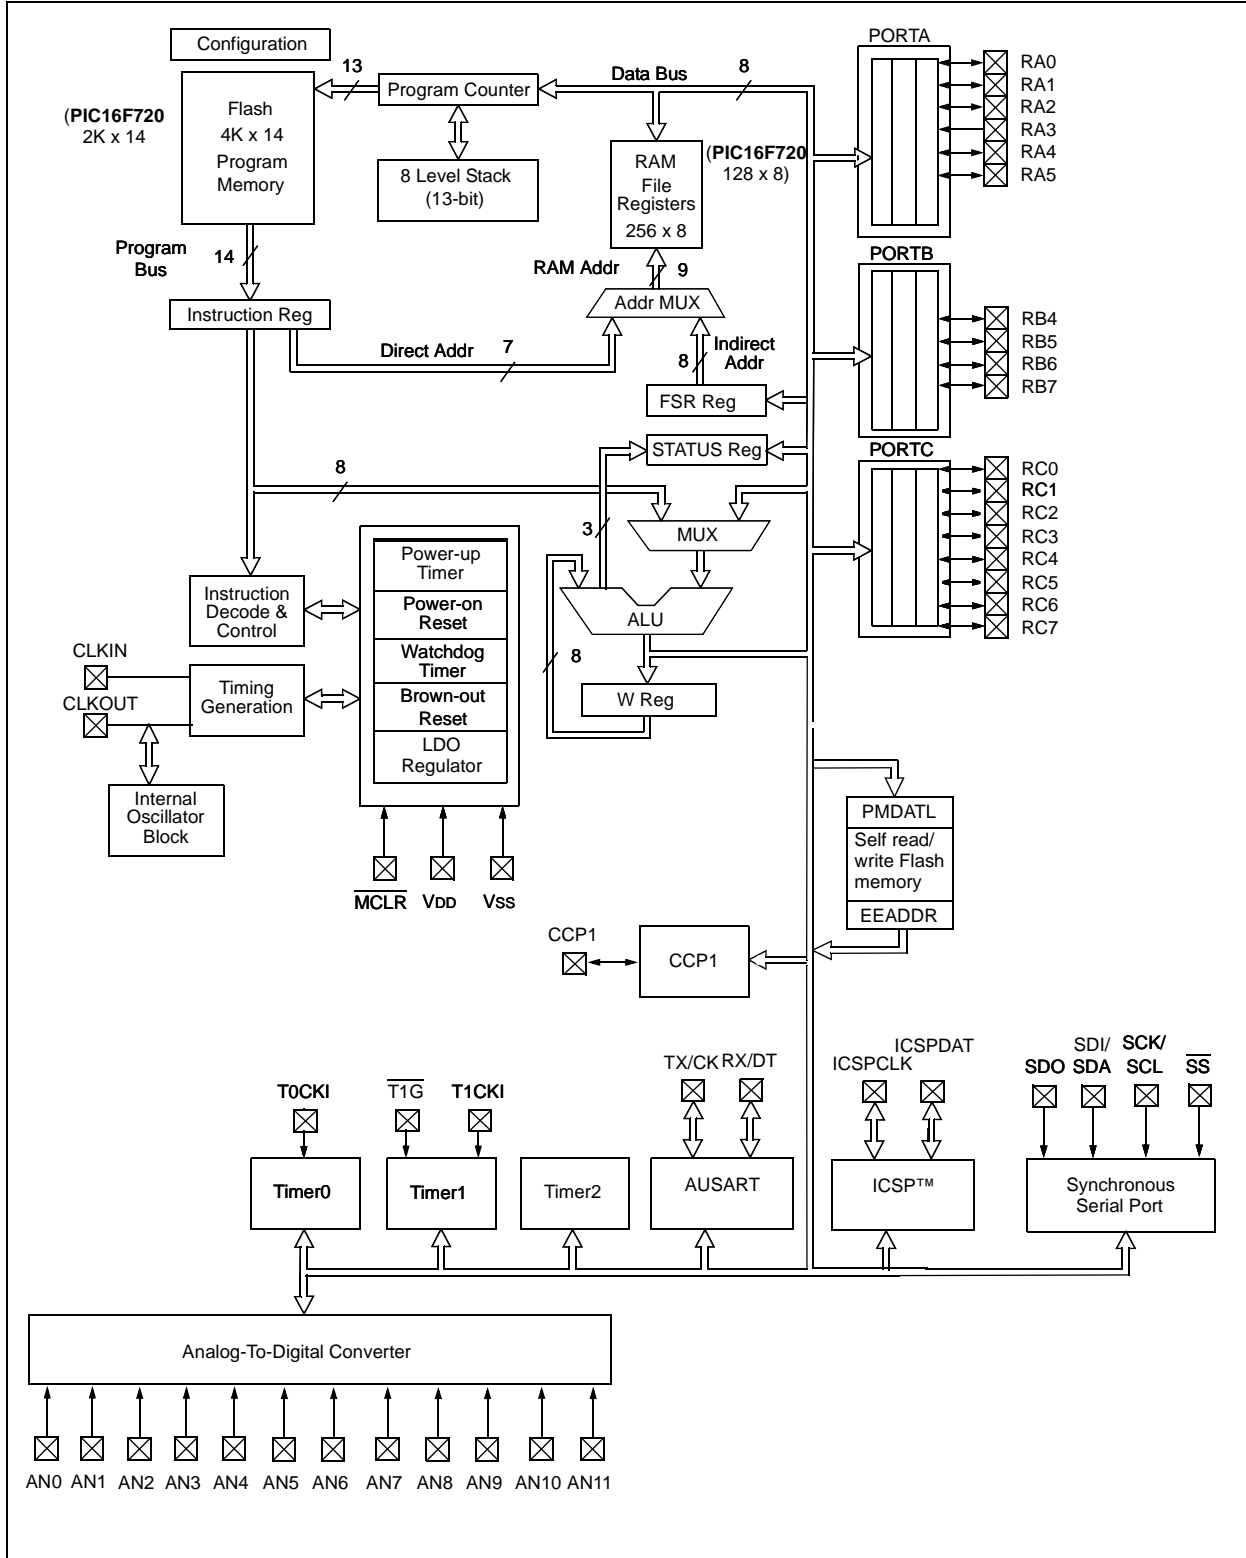 Configuration
PORTA
13
Data Bus
8
Program Counter
Flash
4K x 14
Program
Memory
(PIC16F720
2K x 14
8 Level Stack
(13-bit)
RAM
File
Registers
256 x 8
(PIC16F720
128 x 8)
RA0
RA1
RA2
RA3
RA4
RA5
Program
Bus
14
RAM Addr
9
PORTB
Instruction Reg
Addr MUX
Direct Addr
7
8
Indirect
Addr
RB4
RB5
RB6
RB7
FSR Reg
STATUS Reg
PORTC
8
3
MUX
RC0
RC1
RC2
RC3
RC4
RC5
RC6
RC7
Power-up
Timer
Power-on
Reset
Watchdog
Timer
Brown-out
Reset
LDO
Regulator
Instruction
Decode &
Control
ALU
8
W Reg
CLKIN
CLKOUT
Timing
Generation
Internal
Oscillator
Block
MCLR
VDD
VSS
PMDATL
Self read/
write Flash
memory
EEADDR
CCP1
CCP1
T0CKI
T1G
T1CKI
TX/CK
RX/DT
ICSPCLK
ICSPDAT
SDO
SDI/
SDA
SCK/
SCL
SS
Timer0
Timer1
Timer2
AUSART
ICSP™
Synchronous
Serial Port
Analog-To-Digital Converter
AN0
AN1
AN2
AN3
AN4
AN5
AN6
AN7
AN8
AN9
AN10
AN11